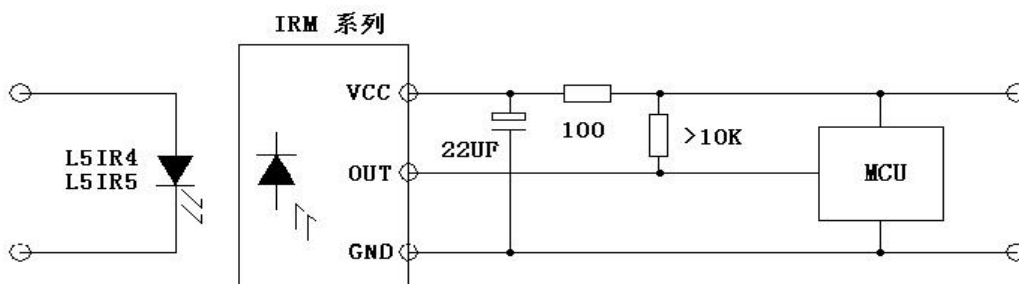 IRM 系列
VCC
100
>10K
22UF
L5IR4
L5IR5
OUT
MCU
GND